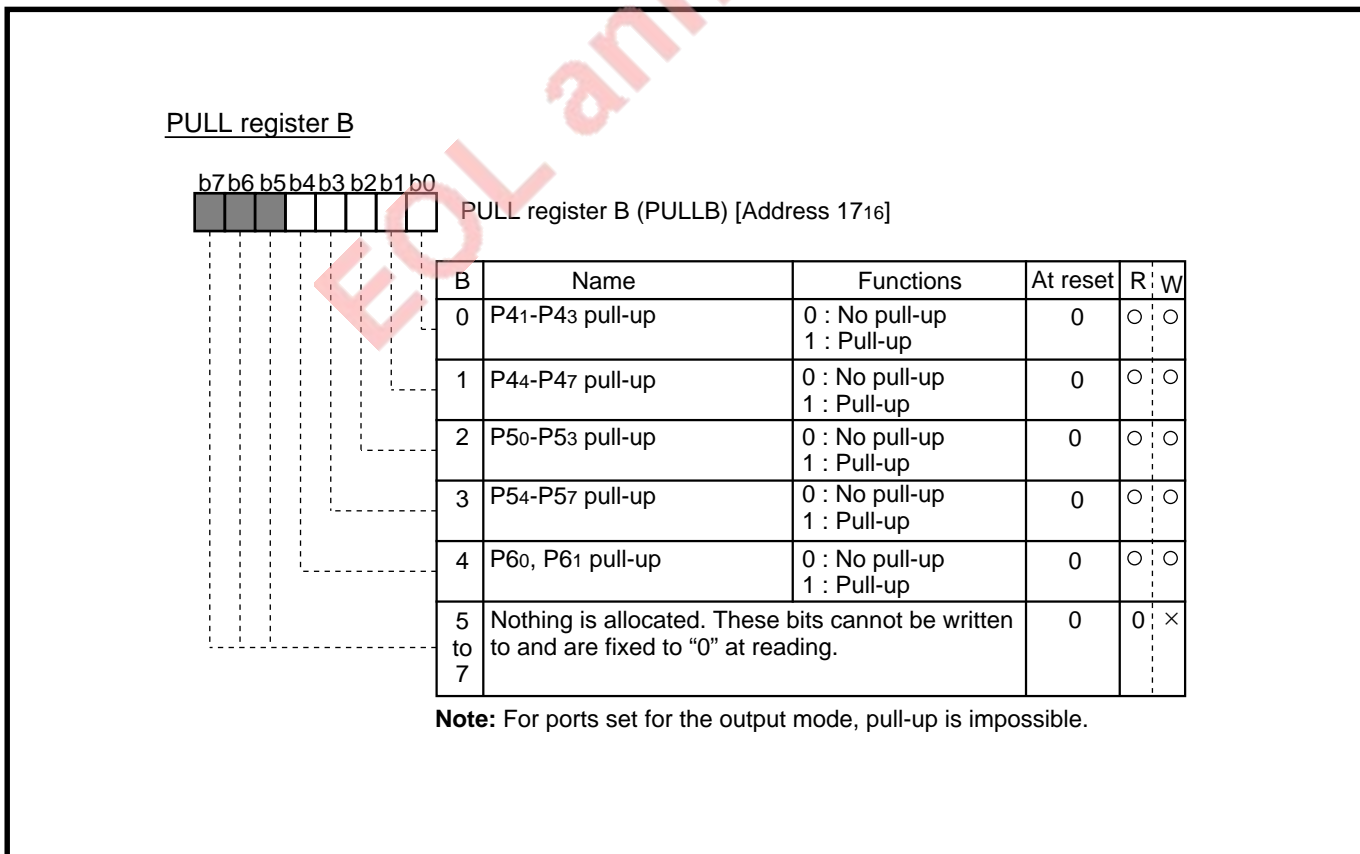 EOL ann
PULL register B
b7 b6 b5 b4 b3 b2 b1 b0
PULL register B (PULLB) [Address 1716]
B Name Functions At reset R W
0 P41-P43 pull-up 0 : No pull-up 0 ○ ○
1 : Pull-up
1 P44-P47 pull-up 0 : No pull-up 0 ○ ○
1 : Pull-up
2 P50-P53 pull-up 0 : No pull-up 0 ○ ○
1 : Pull-up
3 P54-P57 pull-up 0 : No pull-up 0 ○ ○
1 : Pull-up
4 P60, P61 pull-up 0 : No pull-up 0 ○ ○
1 : Pull-up
5 Nothing is allocated. These bits cannot be written 0 0 ×
to to and are fixed to “0” at reading.
7
Note: For ports set for the output mode, pull-up is impossible.